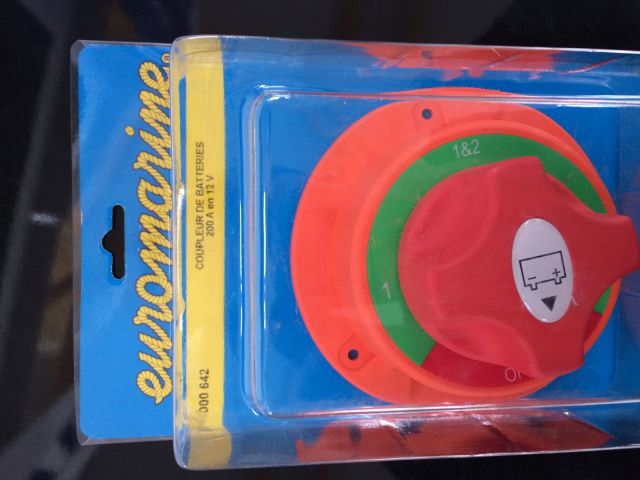 euromarine
COUPLEUR DE BATTERIES
200 A en 12 V
000 642
1&2
1
- +